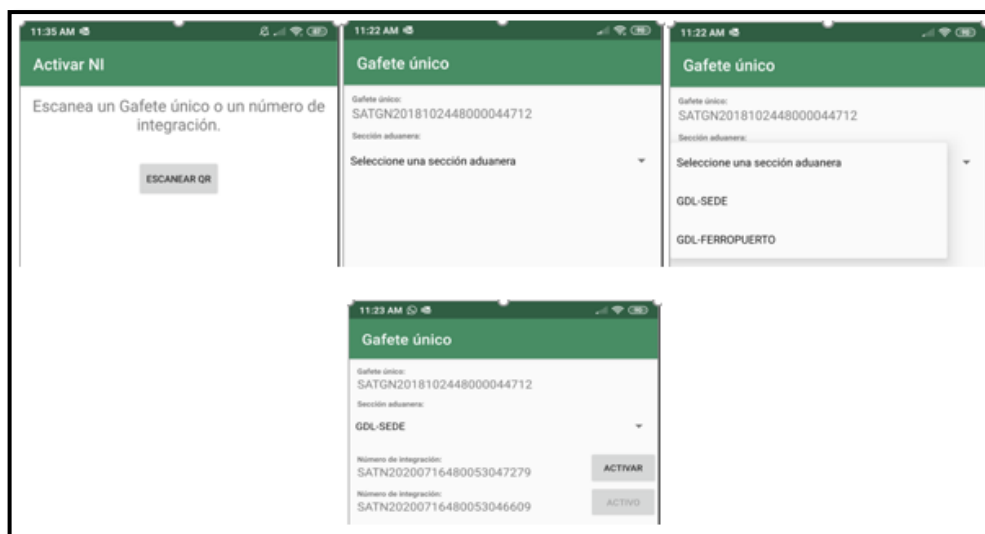 11:35 AM
Activar NI
Escanea un Gafete único o un número de
integración.
ESCANEAR QR
11:22 AM
Gafete único
Gafete único:
SATGN2018102448000044712
Sección aduanera:
Seleccione una sección aduanera
11:22 AM
Gafete único
Gafete único:
SATGN2018102448000044712
Sección aduanera:
Seleccione una sección aduanera
GDL-SEDE
GDL-FERROPUERTO
11:23 AM
Gafete único
Gafete único:
SATGN2018102448000044712
Sección aduanera:
GDL-SEDE
Número de integración:
SATN20200716480053047279
ACTIVAR
Número de integración:
SATN20200716480053046609
ACTIVO